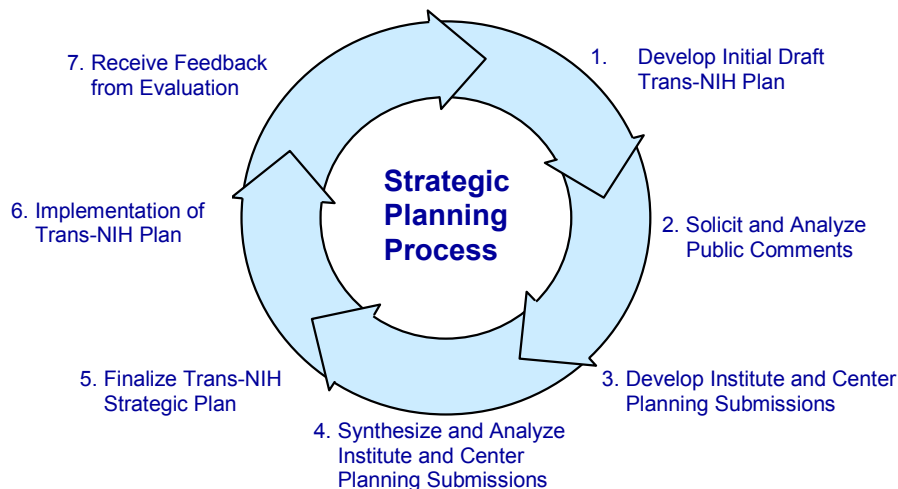 Strategic
Planning
Process
1. Develop Initial Draft
Trans-NIH Plan
2. Solicit and Analyze
Public Comments
3. Develop Institute and Center
Planning Submissions
4. Synthesize and Analyze
Institute and Center
Planning Submissions
5. Finalize Trans-NIH
Strategic Plan
6. Implementation of
Trans-NIH Plan
7. Receive Feedback
from Evaluation